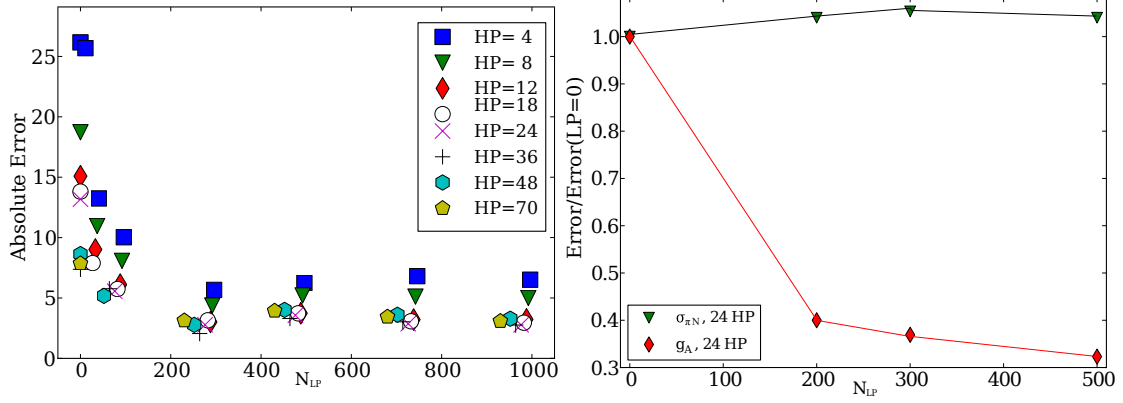 Absolute Error
25
20
15
10
5
0
0
200
400
600
800
1000
N_LP
HP= 4
HP= 8
HP=12
HP=18
HP=24
HP=36
HP=48
HP=70
Error/Error(LP=0)
1.0
0.9
0.8
0.7
0.6
0.5
0.4
0.3
0
100
200
300
400
500
N_LP
σ_πN, 24 HP
g_A, 24 HP